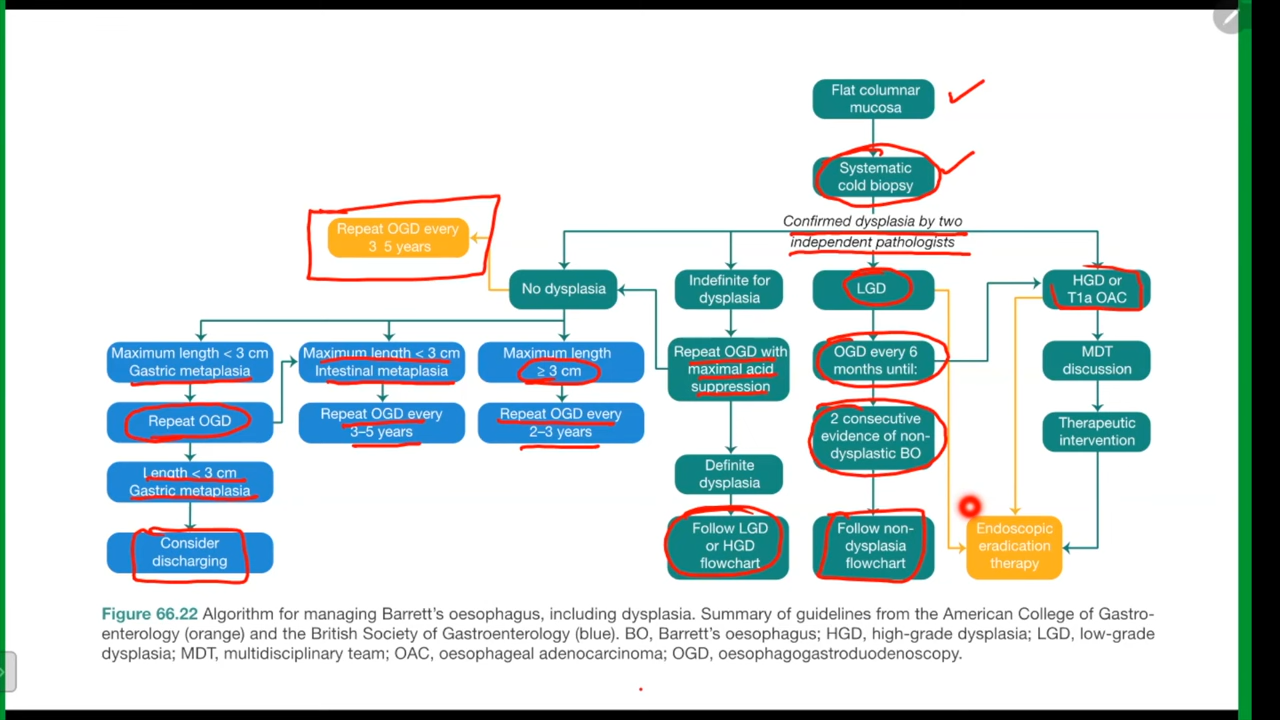 Flat columnar
mucosa
Systematic
cold biopsy
Confirmed dysplasia by two
independent pathologists
Repeat OGD every
3 5 years
No dysplasia
Indefinite for
dysplasia
LGD
HGD or
T1a OAC
Maximum length < 3 cm
Gastric metaplasia
Maximum length < 3 cm
Intestinal metaplasia
Maximum length
≥ 3 cm
Repeat OGD with
maximal acid
suppression
OGD every 6
months until:
MDT
discussion
Repeat OGD
Repeat OGD every
3–5 years
Repeat OGD every
2–3 years
2 consecutive
evidence of non-
dysplastic BO
Therapeutic
intervention
Length < 3 cm
Gastric metaplasia
Definite
dysplasia
Consider
discharging
Follow LGD
or HGD
flowchart
Follow non-
dysplasia
flowchart
Endoscopic
eradication
therapy
Figure 66.22 Algorithm for managing Barrett's oesophagus, including dysplasia. Summary of guidelines from the American College of Gastro-
enterology (orange) and the British Society of Gastroenterology (blue). BO, Barrett's oesophagus; HGD, high-grade dysplasia; LGD, low-grade
dysplasia; MDT, multidisciplinary team; OAC, oesophageal adenocarcinoma; OGD, oesophagogastroduodenoscopy.